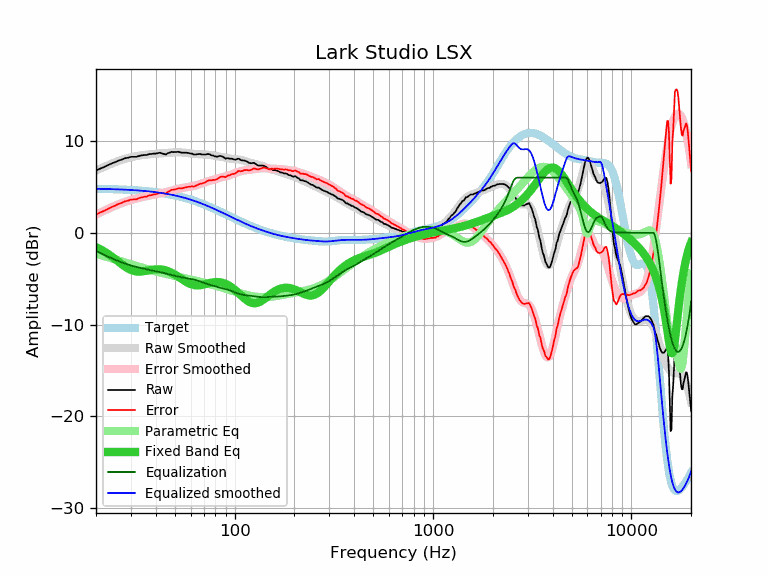 Lark Studio LSX
Amplitude (dBr)
10
0
−10
−20
−30
Target
Raw Smoothed
Error Smoothed
Raw
Error
Parametric Eq
Fixed Band Eq
Equalization
Equalized smoothed
100
1000
10000
Frequency (Hz)